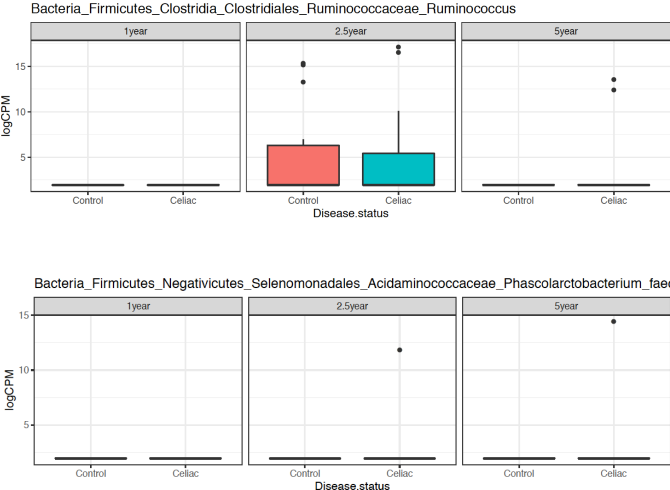 Bacteria_Firmicutes_Clostridia_Clostridiales_Ruminococcaceae_Ruminococcus
1year 2.5year 5year
15
10
5
logCPM
Control Celiac Control Celiac Control Celiac
Disease.status
Bacteria_Firmicutes_Negativicutes_Selenomonadales_Acidaminococcaceae_Phascolarctobacterium_faec
1year 2.5year 5year
15
10
5
logCPM
Control Celiac Control Celiac Control Celiac
Disease.status